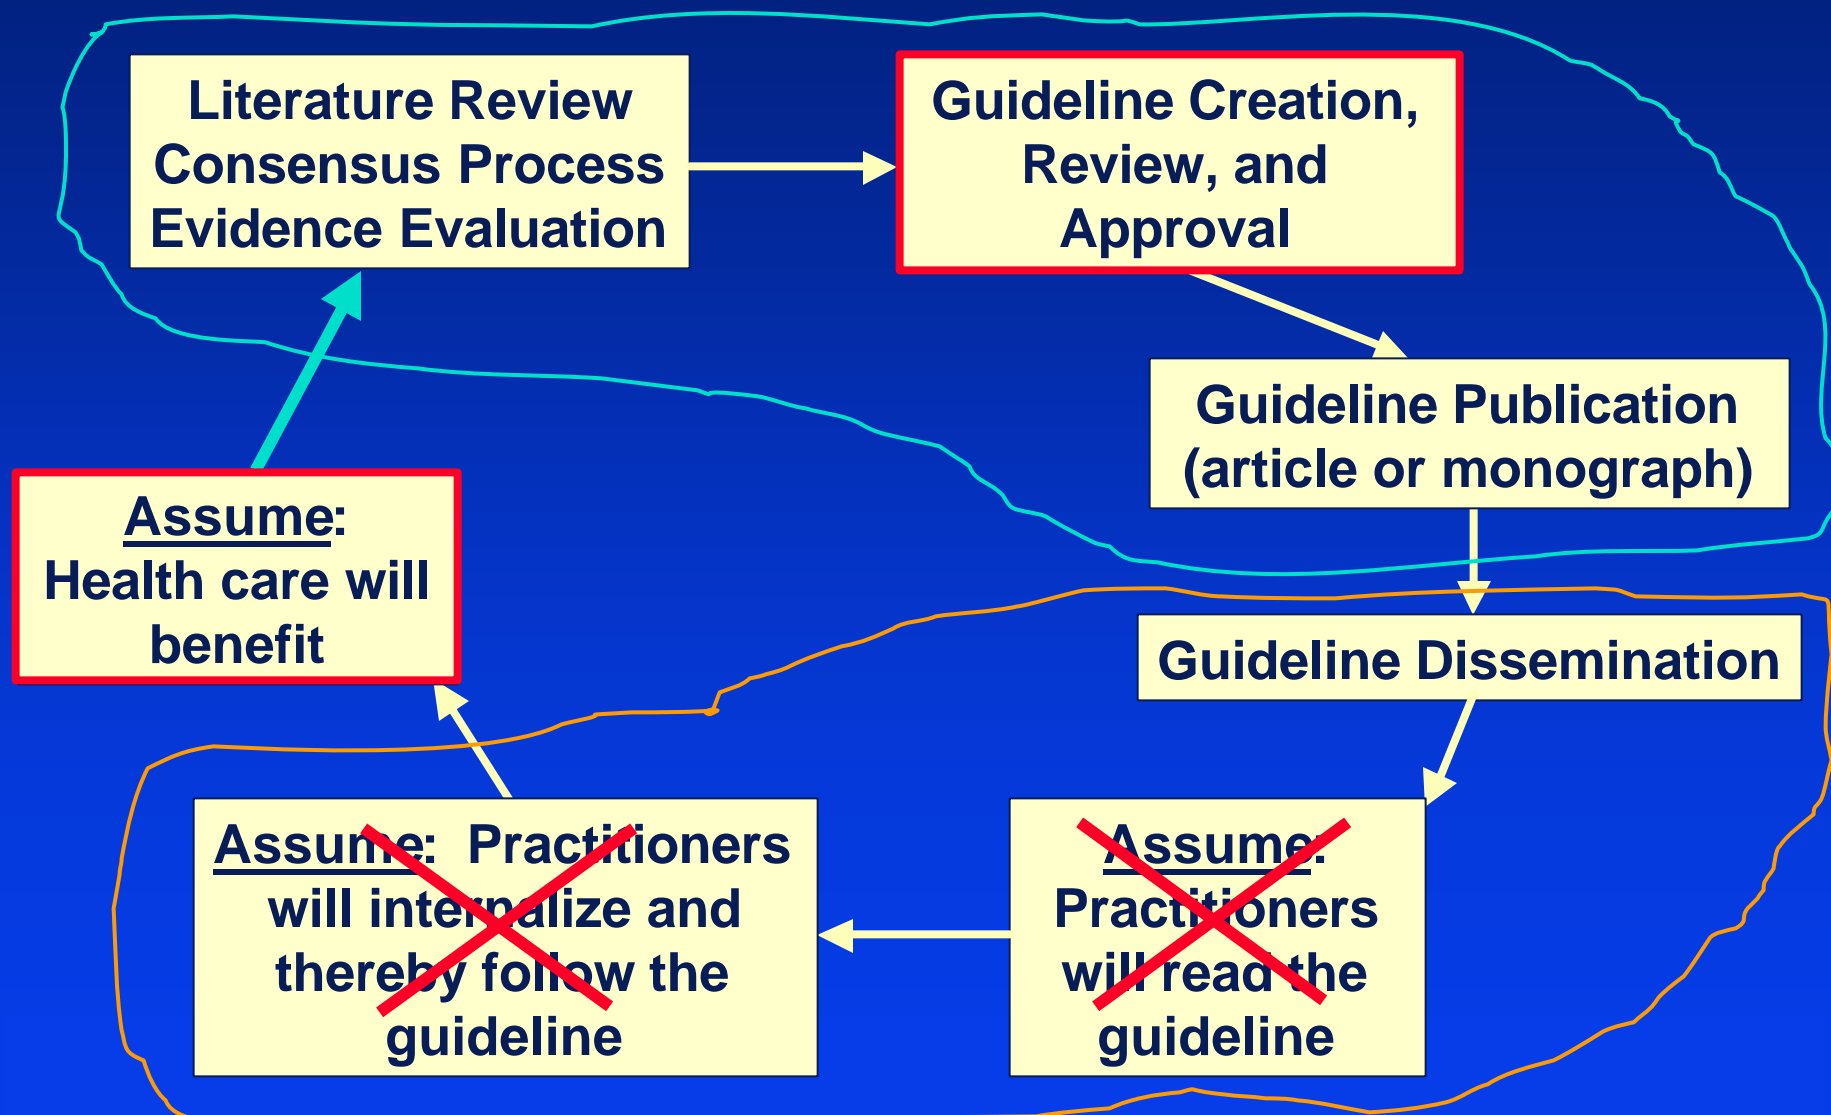 Literature Review
Consensus Process
Evidence Evaluation
Guideline Creation,
Review, and
Approval
Guideline Publication
(article or monograph)
Guideline Dissemination
Assume:
Practitioners
will read the
guideline
Assume: Practitioners
will internalize and
thereby follow the
guideline
Assume:
Health care will
benefit